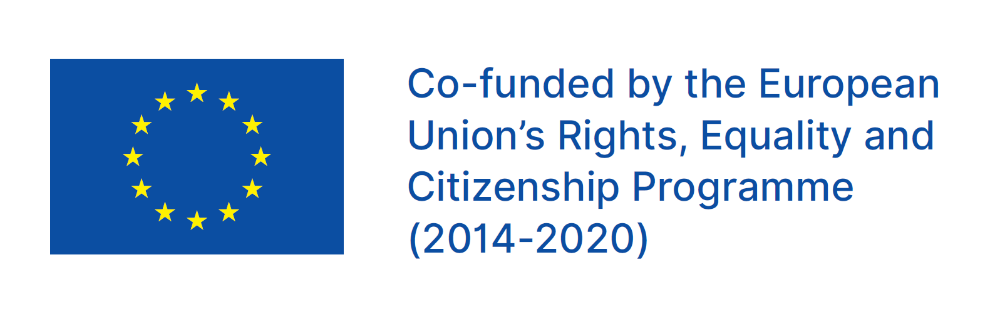 Co-funded by the European
Union’s Rights, Equality and
Citizenship Programme
(2014-2020)